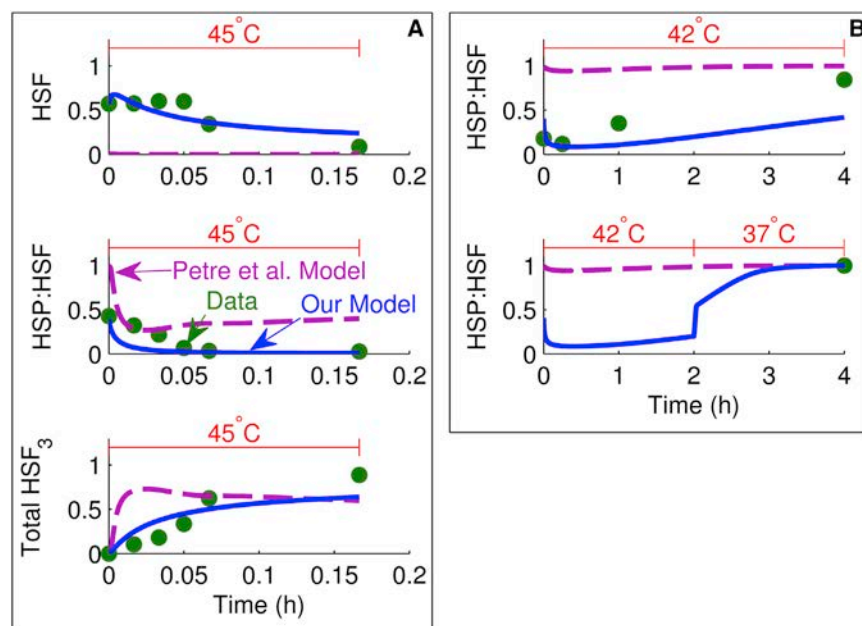 A
45°C
HSF
1
0.5
0
0 0.05 0.1 0.15 0.2
45°C
HSP:HSF
1
0.5
0
Petre et al. Model
Data
Our Model
0 0.05 0.1 0.15 0.2
45°C
Total HSF3
1
0.5
0
0 0.05 0.1 0.15 0.2
Time (h)
B
42°C
HSP:HSF
1
0.5
0
0 1 2 3 4
42°C 37°C
HSP:HSF
1
0.5
0
0 1 2 3 4
Time (h)